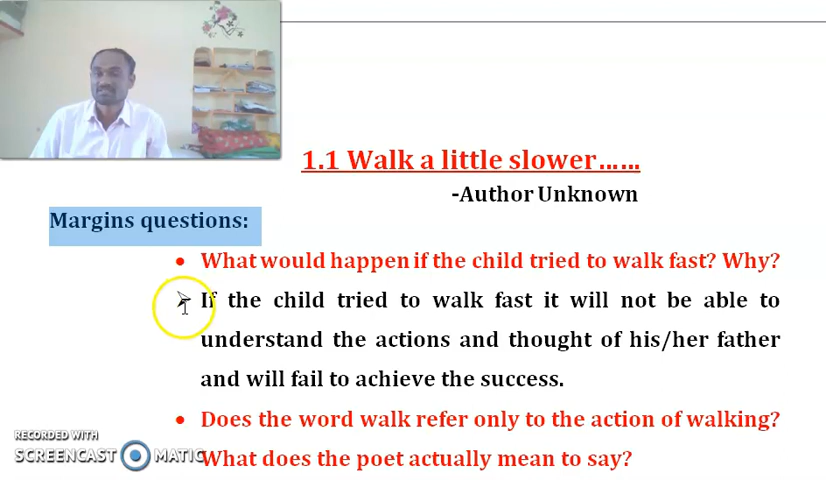 1.1 Walk a little slower......
-Author Unknown
Margins questions:
• What would happen if the child tried to walk fast? Why?
➤ If the child tried to walk fast it will not be able to
understand the actions and thought of his/her father
and will fail to achieve the success.
• Does the word walk refer only to the action of walking?
What does the poet actually mean to say?
RECORDED WITH
SCREENCAST MATIC